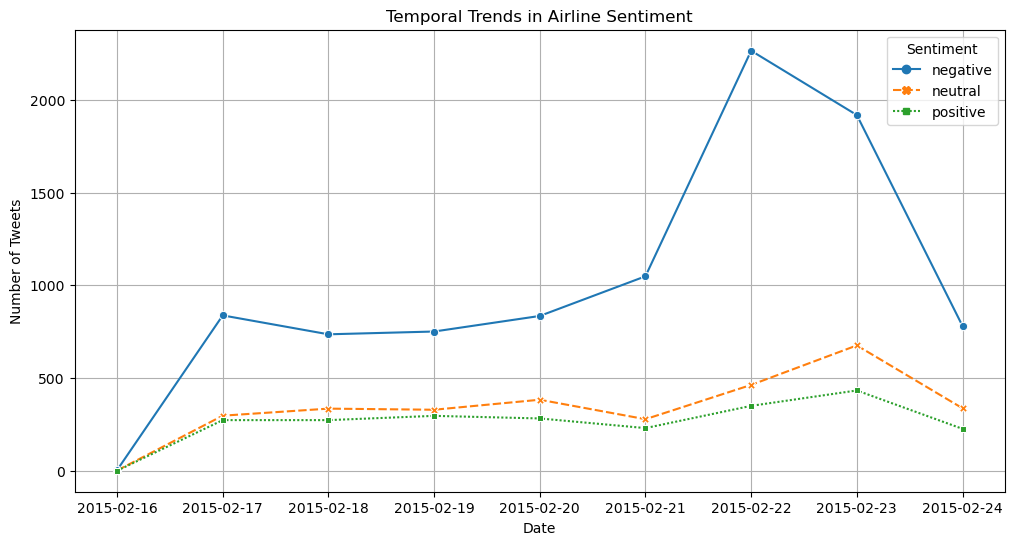 Temporal Trends in Airline Sentiment
Sentiment
negative
neutral
positive
Number of Tweets
2000
1500
1000
500
0
2015-02-16 2015-02-17 2015-02-18 2015-02-19 2015-02-20 2015-02-21 2015-02-22 2015-02-23 2015-02-24
Date